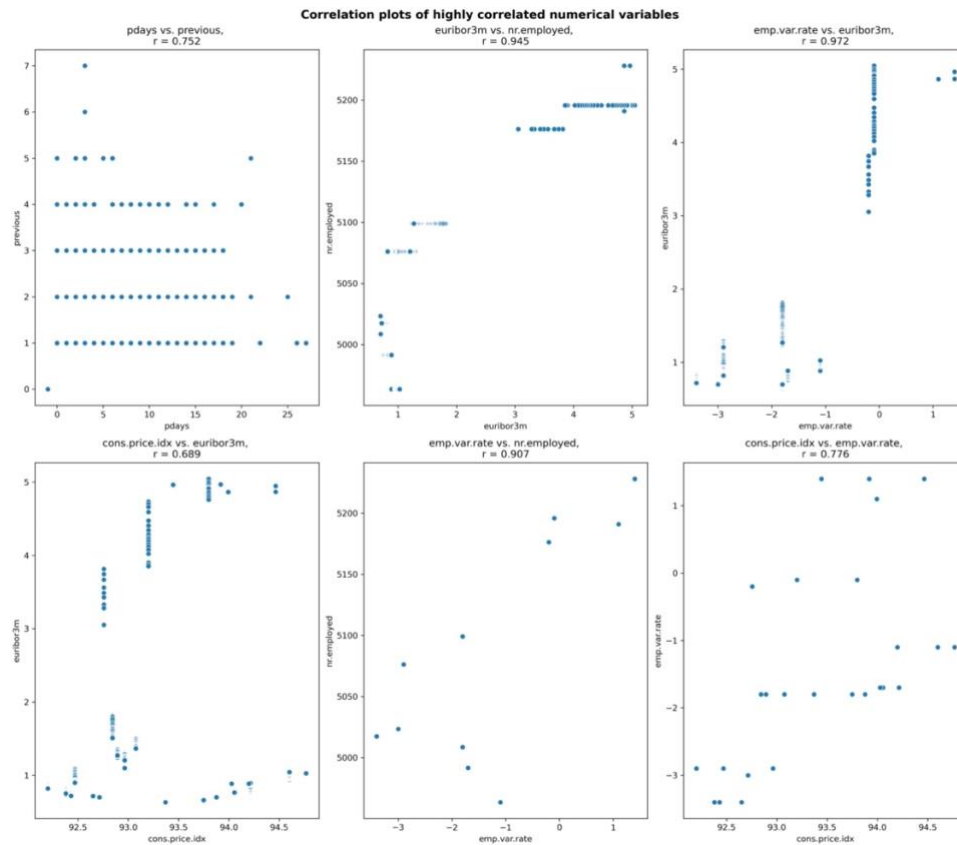 Correlation plots of highly correlated numerical variables
pdays vs. previous,
r = 0.752
euribor3m vs. nr.employed,
r = 0.945
emp.var.rate vs. euribor3m,
r = 0.972
7
6
5
4
3
2
1
0
previous
0 5 10 15 20 25
pdays
5200
5150
5100
5050
5000
nr.employed
1 2 3 4 5
euribor3m
5
4
3
2
1
euribor3m
−3 −2 −1 0 1
emp.var.rate
cons.price.idx vs. euribor3m,
r = 0.689
emp.var.rate vs. nr.employed,
r = 0.907
cons.price.idx vs. emp.var.rate,
r = 0.776
5
4
3
2
1
euribor3m
92.5 93.0 93.5 94.0 94.5
cons.price.idx
5200
5150
5100
5050
5000
nr.employed
−3 −2 −1 0 1
emp.var.rate
1
0
−1
−2
−3
emp.var.rate
92.5 93.0 93.5 94.0 94.5
cons.price.idx